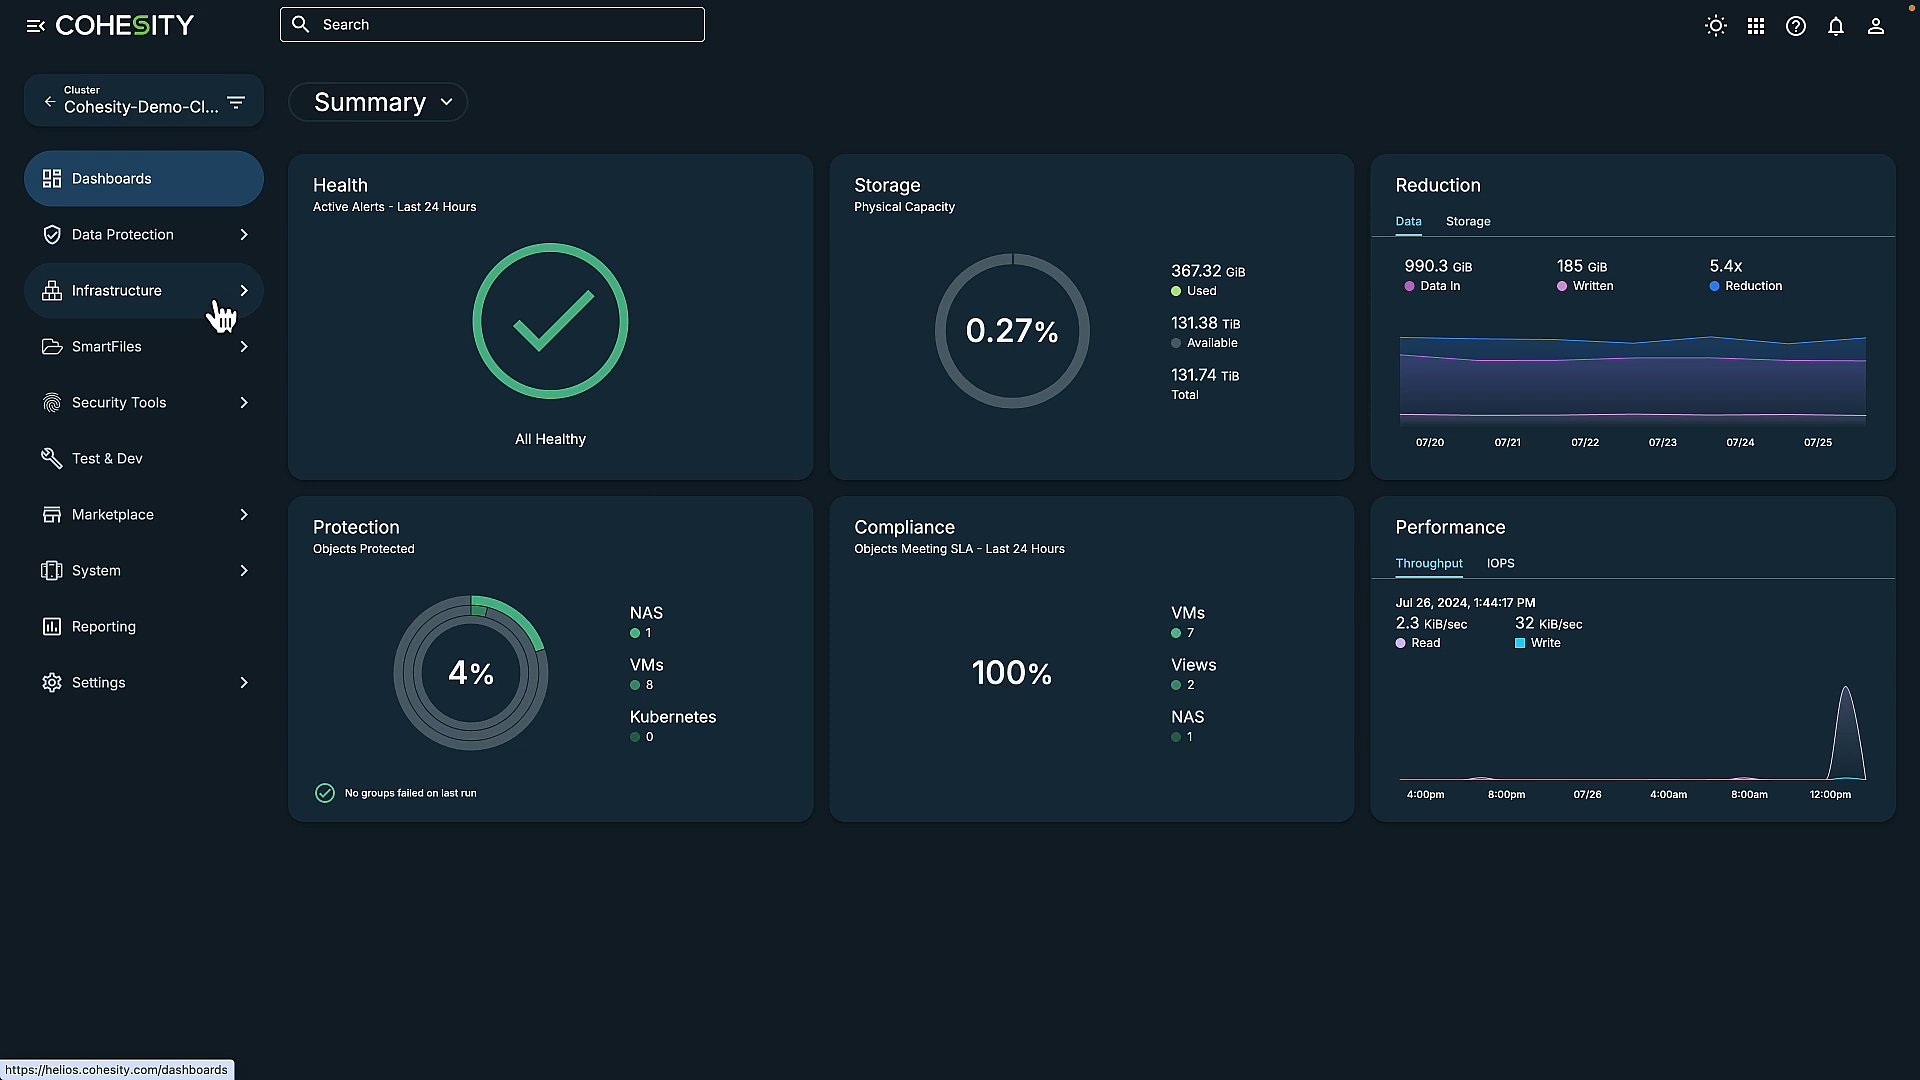 COHESITY
Search
Cluster
Cohesity-Demo-Cl...
Summary
Dashboards
Data Protection
Infrastructure
SmartFiles
Security Tools
Test & Dev
Marketplace
System
Reporting
Settings
Health
Active Alerts - Last 24 Hours
All Healthy
Storage
Physical Capacity
0.27%
367.32 GiB
Used
131.38 TiB
Available
131.74 TiB
Total
Reduction
Data Storage
990.3 GiB 185 GiB 5.4x
Data In Written Reduction
07/20 07/21 07/22 07/23 07/24 07/25
Protection
Objects Protected
4%
NAS
1
VMs
8
Kubernetes
0
No groups failed on last run
Compliance
Objects Meeting SLA - Last 24 Hours
100%
VMs
7
Views
2
NAS
1
Performance
Throughput IOPS
Jul 26, 2024, 1:44:17 PM
2.3 KiB/sec 32 KiB/sec
Read Write
4:00pm 8:00pm 07/26 4:00am 8:00am 12:00pm
https://helios.cohesity.com/dashboards